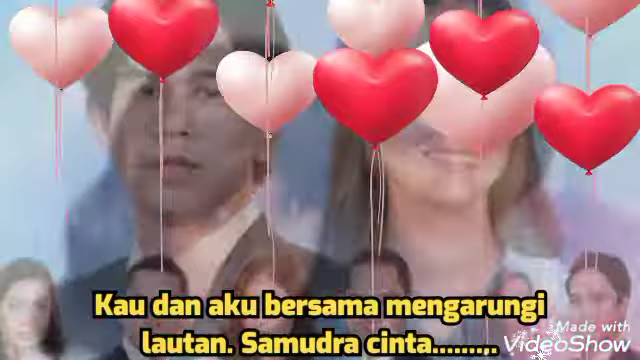 Kau dan aku bersama mengarungi
lautan. Samudra cinta.........
Made with
VideoShow